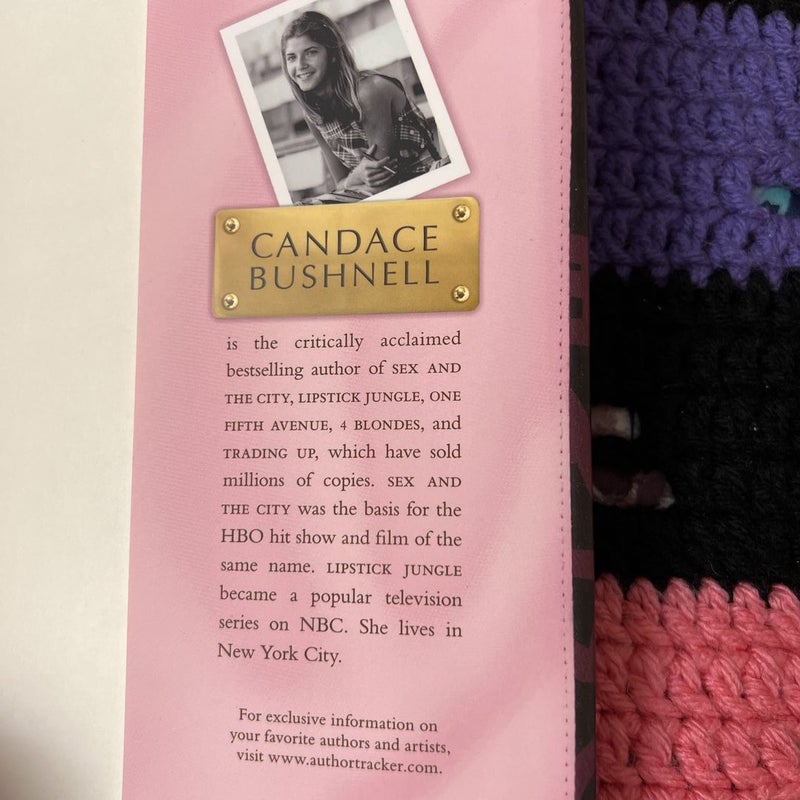 CANDACE
BUSHNELL
is the critically acclaimed
bestselling author of SEX AND
THE CITY, LIPSTICK JUNGLE, ONE
FIFTH AVENUE, 4 BLONDES, and
TRADING UP, which have sold
millions of copies. SEX AND
THE CITY was the basis for the
HBO hit show and film of the
same name. LIPSTICK JUNGLE
became a popular television
series on NBC. She lives in
New York City.
For exclusive information on
your favorite authors and artists,
visit www.authortracker.com.